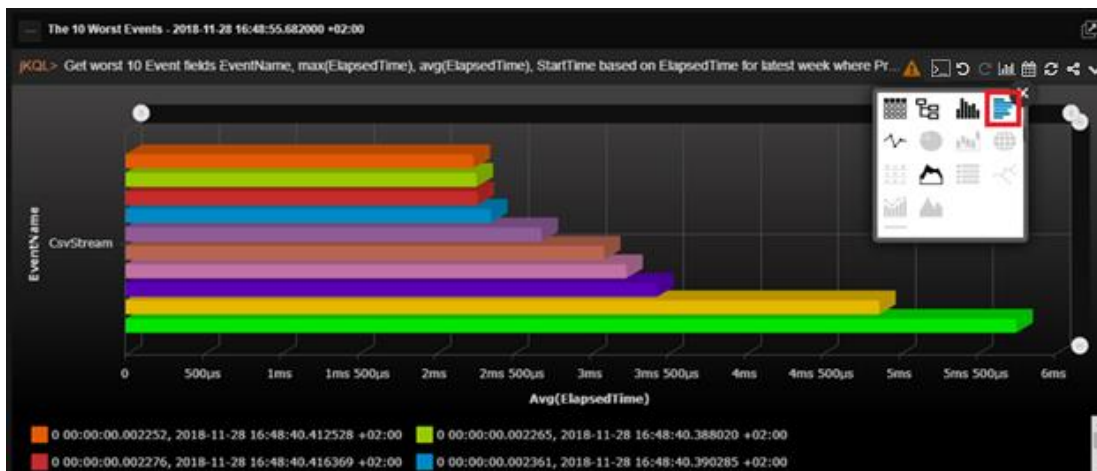 The 10 Worst Events - 2018-11-28 16:48:55.682000 +02:00
jKQL> Get worst 10 Event fields EventName, max(ElapsedTime), avg(ElapsedTime), StartTime based on ElapsedTime for latest week where Pr...
EventName
CsvStream
0 500µs 1ms 1ms 500µs 2ms 2ms 500µs 3ms 3ms 500µs 4ms 4ms 500µs 5ms 5ms 500µs 6ms
Avg(ElapsedTime)
0 00:00:00.002252, 2018-11-28 16:48:40.412528 +02:00 0 00:00:00.002265, 2018-11-28 16:48:40.388020 +02:00
0 00:00:00.002276, 2018-11-28 16:48:40.416369 +02:00 0 00:00:00.002361, 2018-11-28 16:48:40.390285 +02:00